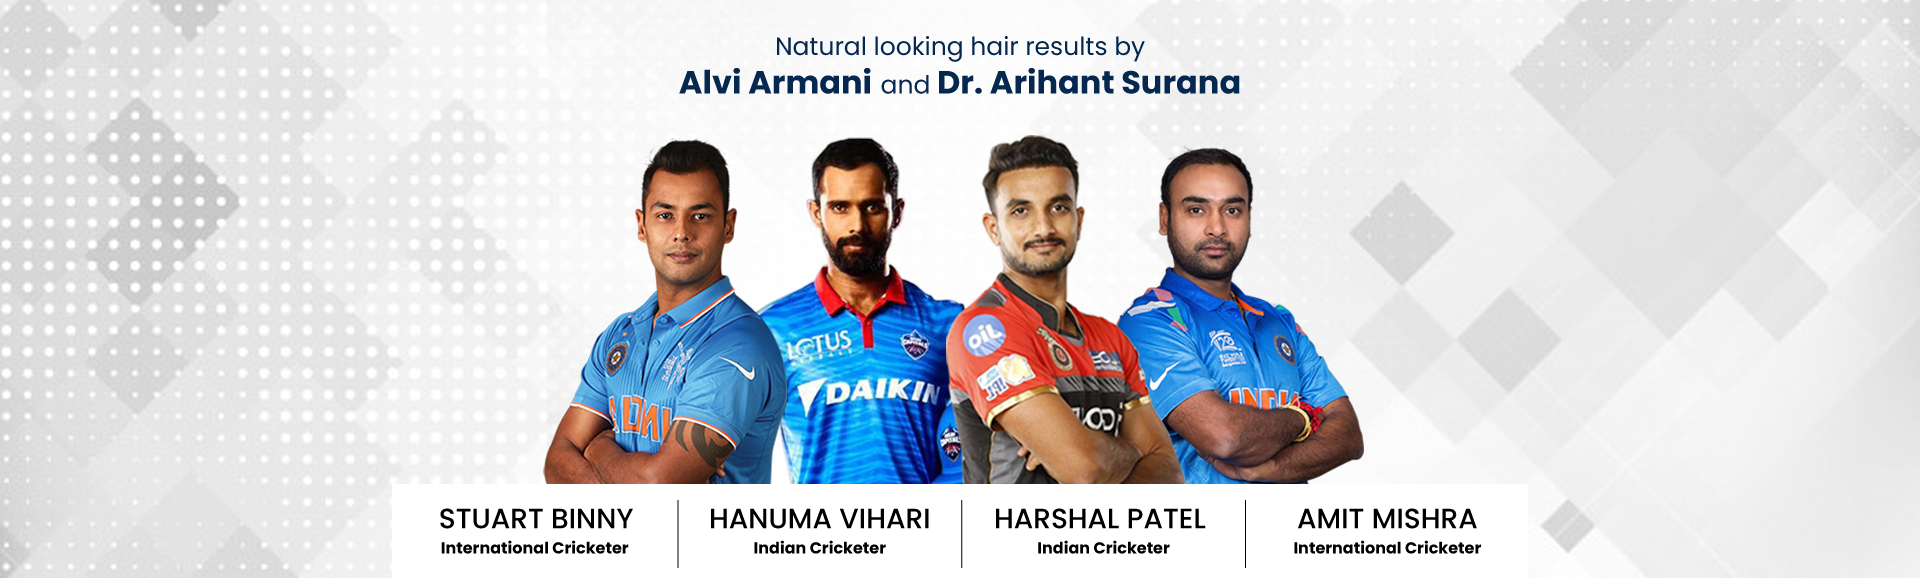 Natural looking hair results by
Alvi Armani and Dr. Arihant Surana
LOTUS
DAIKIN
oil
STUART BINNY
International Cricketer
HANUMA VIHARI
Indian Cricketer
HARSHAL PATEL
Indian Cricketer
AMIT MISHRA
International Cricketer